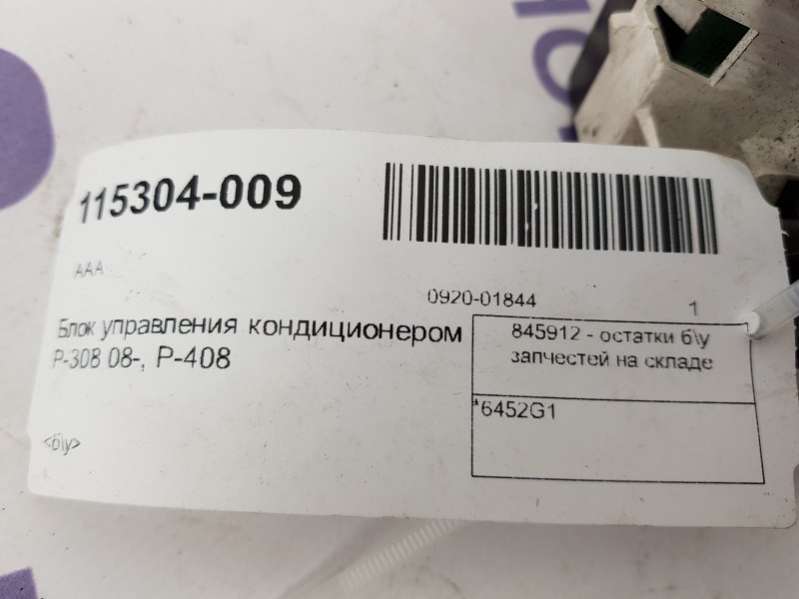 115304-009
AAA
0920-01844
1
Блок управления кондиционером
P-308 08-, P-408
845912 - остатки б\у
запчестей на складе
*6452G1
<б\у>